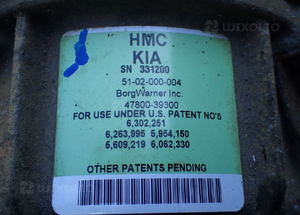 HMC
KIA
SN 331200
51-02-000-004
BorgWarner Inc.
47800-39300
FOR USE UNDER U.S. PATENT NO'S
6,302,251
6,263,995 5,954,150
5,609,219 6,062,330
OTHER PATENTS PENDING